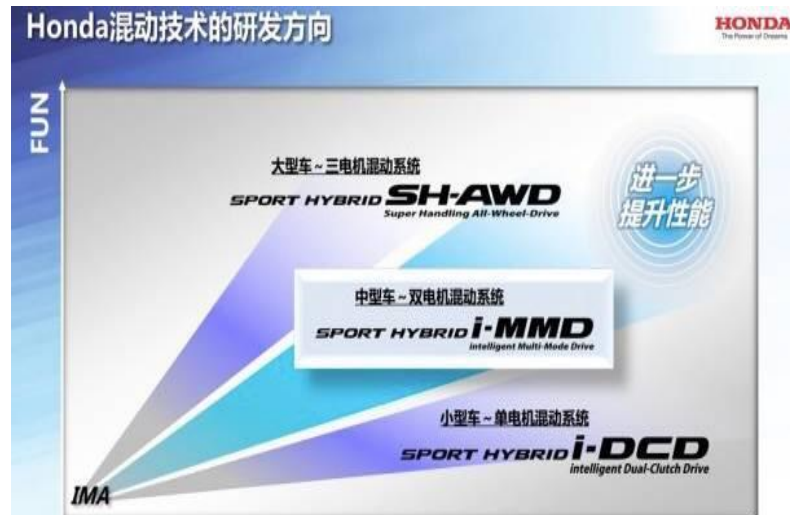 Honda混动技术的研发方向
HONDA
The Power of Dreams
FUN
大型车~三电机混动系统
SPORT HYBRID SH-AWD
Super Handling All-Wheel-Drive
进一步
提升性能
中型车~双电机混动系统
SPORT HYBRID i-MMD
intelligent Multi-Mode Drive
小型车~单电机混动系统
SPORT HYBRID i-DCD
intelligent Dual-Clutch Drive
IMA